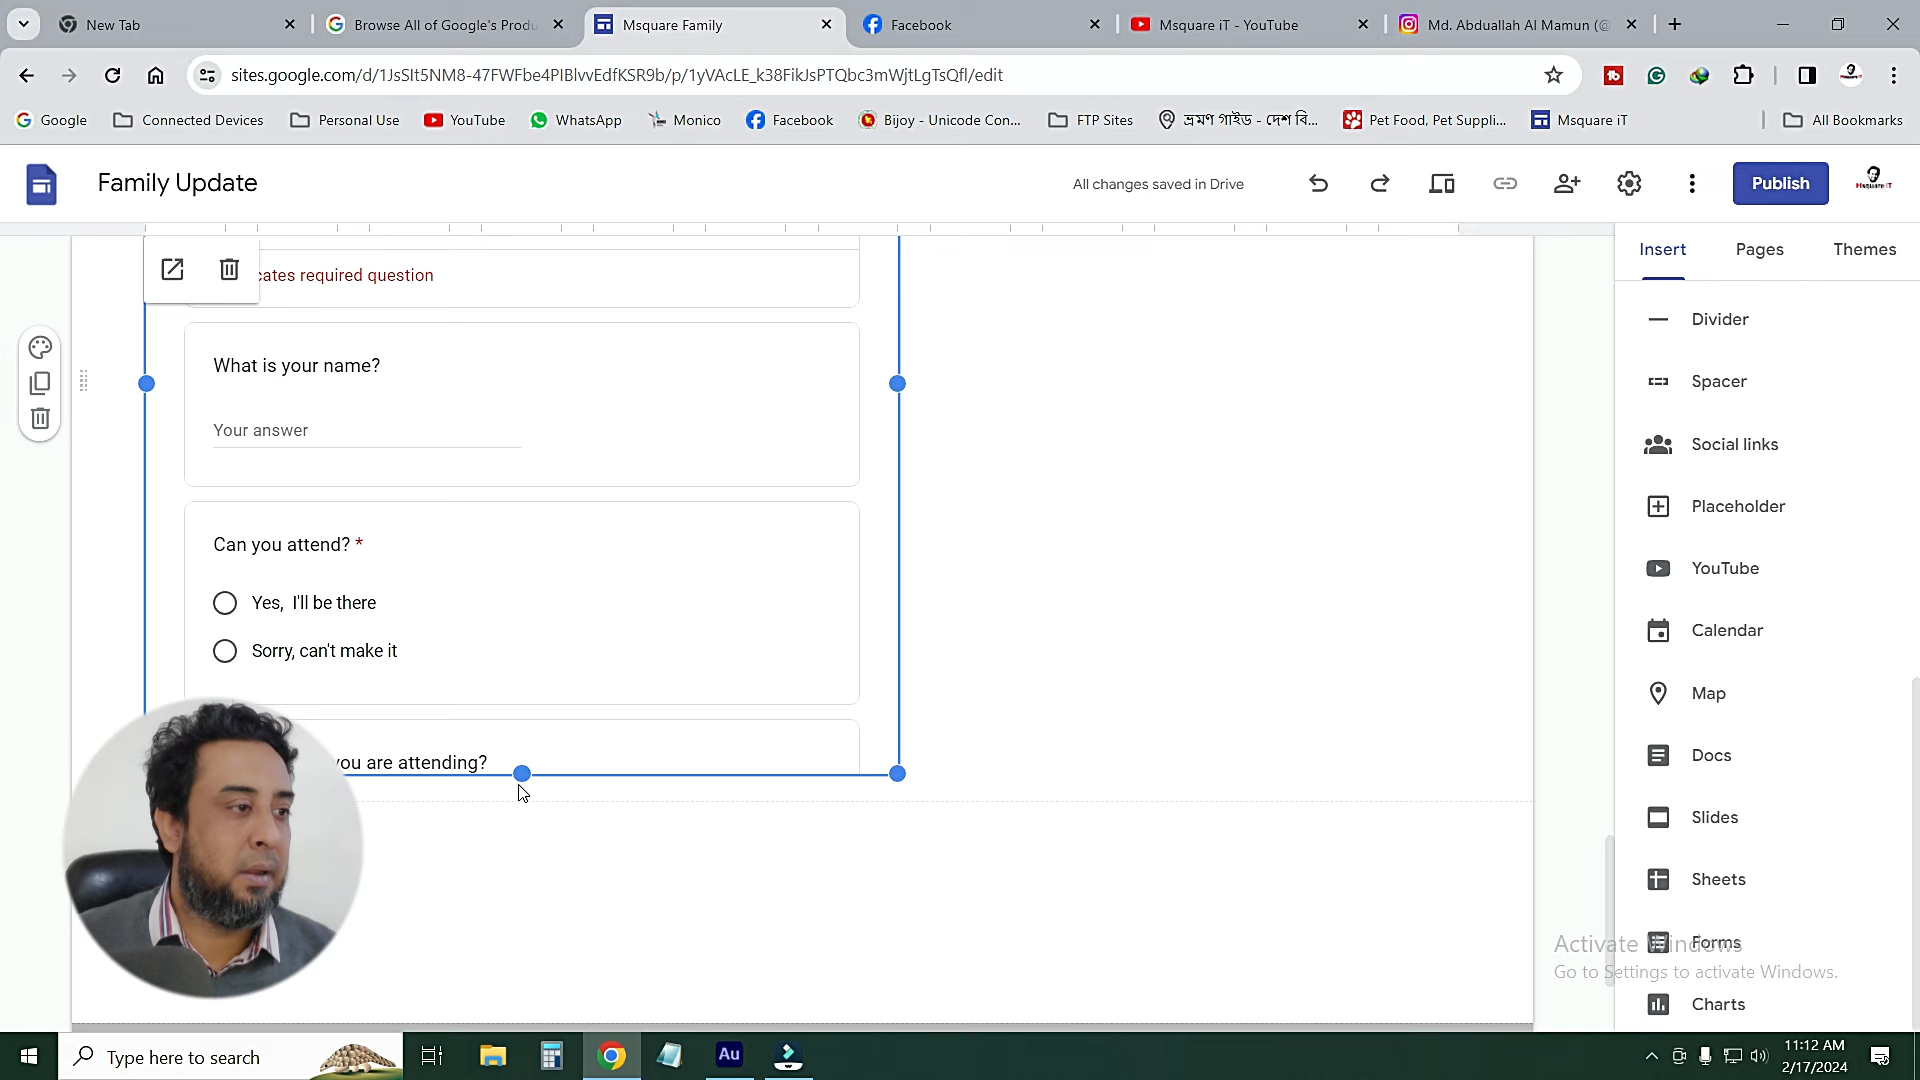 New Tab
Browse All of Google's Produ
Msquare Family
Facebook
Msquare iT - YouTube
Md. Abduallah Al Mamun (@
sites.google.com/d/1JsSIt5NM8-47FWFbe4PIBlvvEdfKSR9b/p/1yVAcLE_k38FikJsPTQbc3mWjtLgTsQfl/edit
Google
Connected Devices
Personal Use
YouTube
WhatsApp
Monico
Facebook
Bijoy - Unicode Con...
FTP Sites
ভ্রমণ গাইড - দেশ বি...
Pet Food, Pet Suppli...
Msquare iT
All Bookmarks
Family Update
All changes saved in Drive
Publish
Msquare iT
Insert
Pages
Themes
cates required question
What is your name?
Your answer
Can you attend? *
Yes, I'll be there
Sorry, can't make it
you are attending?
Divider
Spacer
Social links
Placeholder
YouTube
Calendar
Map
Docs
Slides
Sheets
Forms
Charts
Activate Windows
Go to Settings to activate Windows.
Type here to search
Au
11:12 AM
2/17/2024